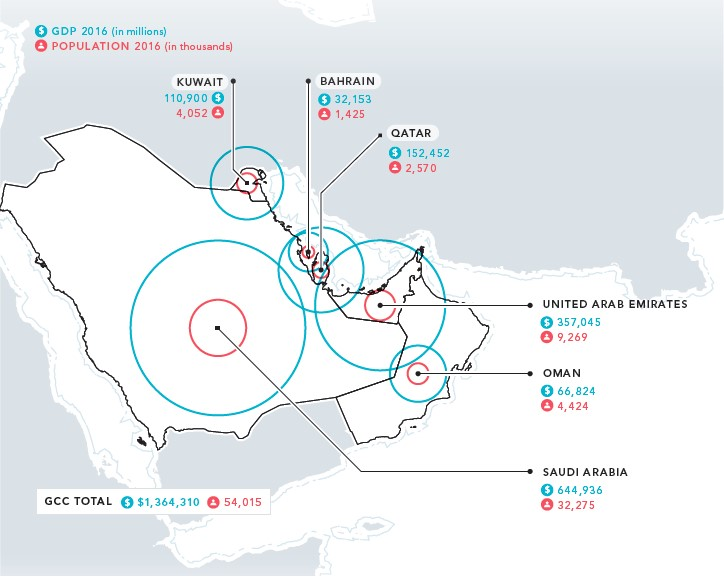 GDP 2016 (in millions)
POPULATION 2016 (in thousands)
KUWAIT
110,900
4,052
BAHRAIN
32,153
1,425
QATAR
152,452
2,570
UNITED ARAB EMIRATES
357,045
9,269
OMAN
66,824
4,424
SAUDI ARABIA
644,936
32,275
GCC TOTAL $1,364,310 54,015